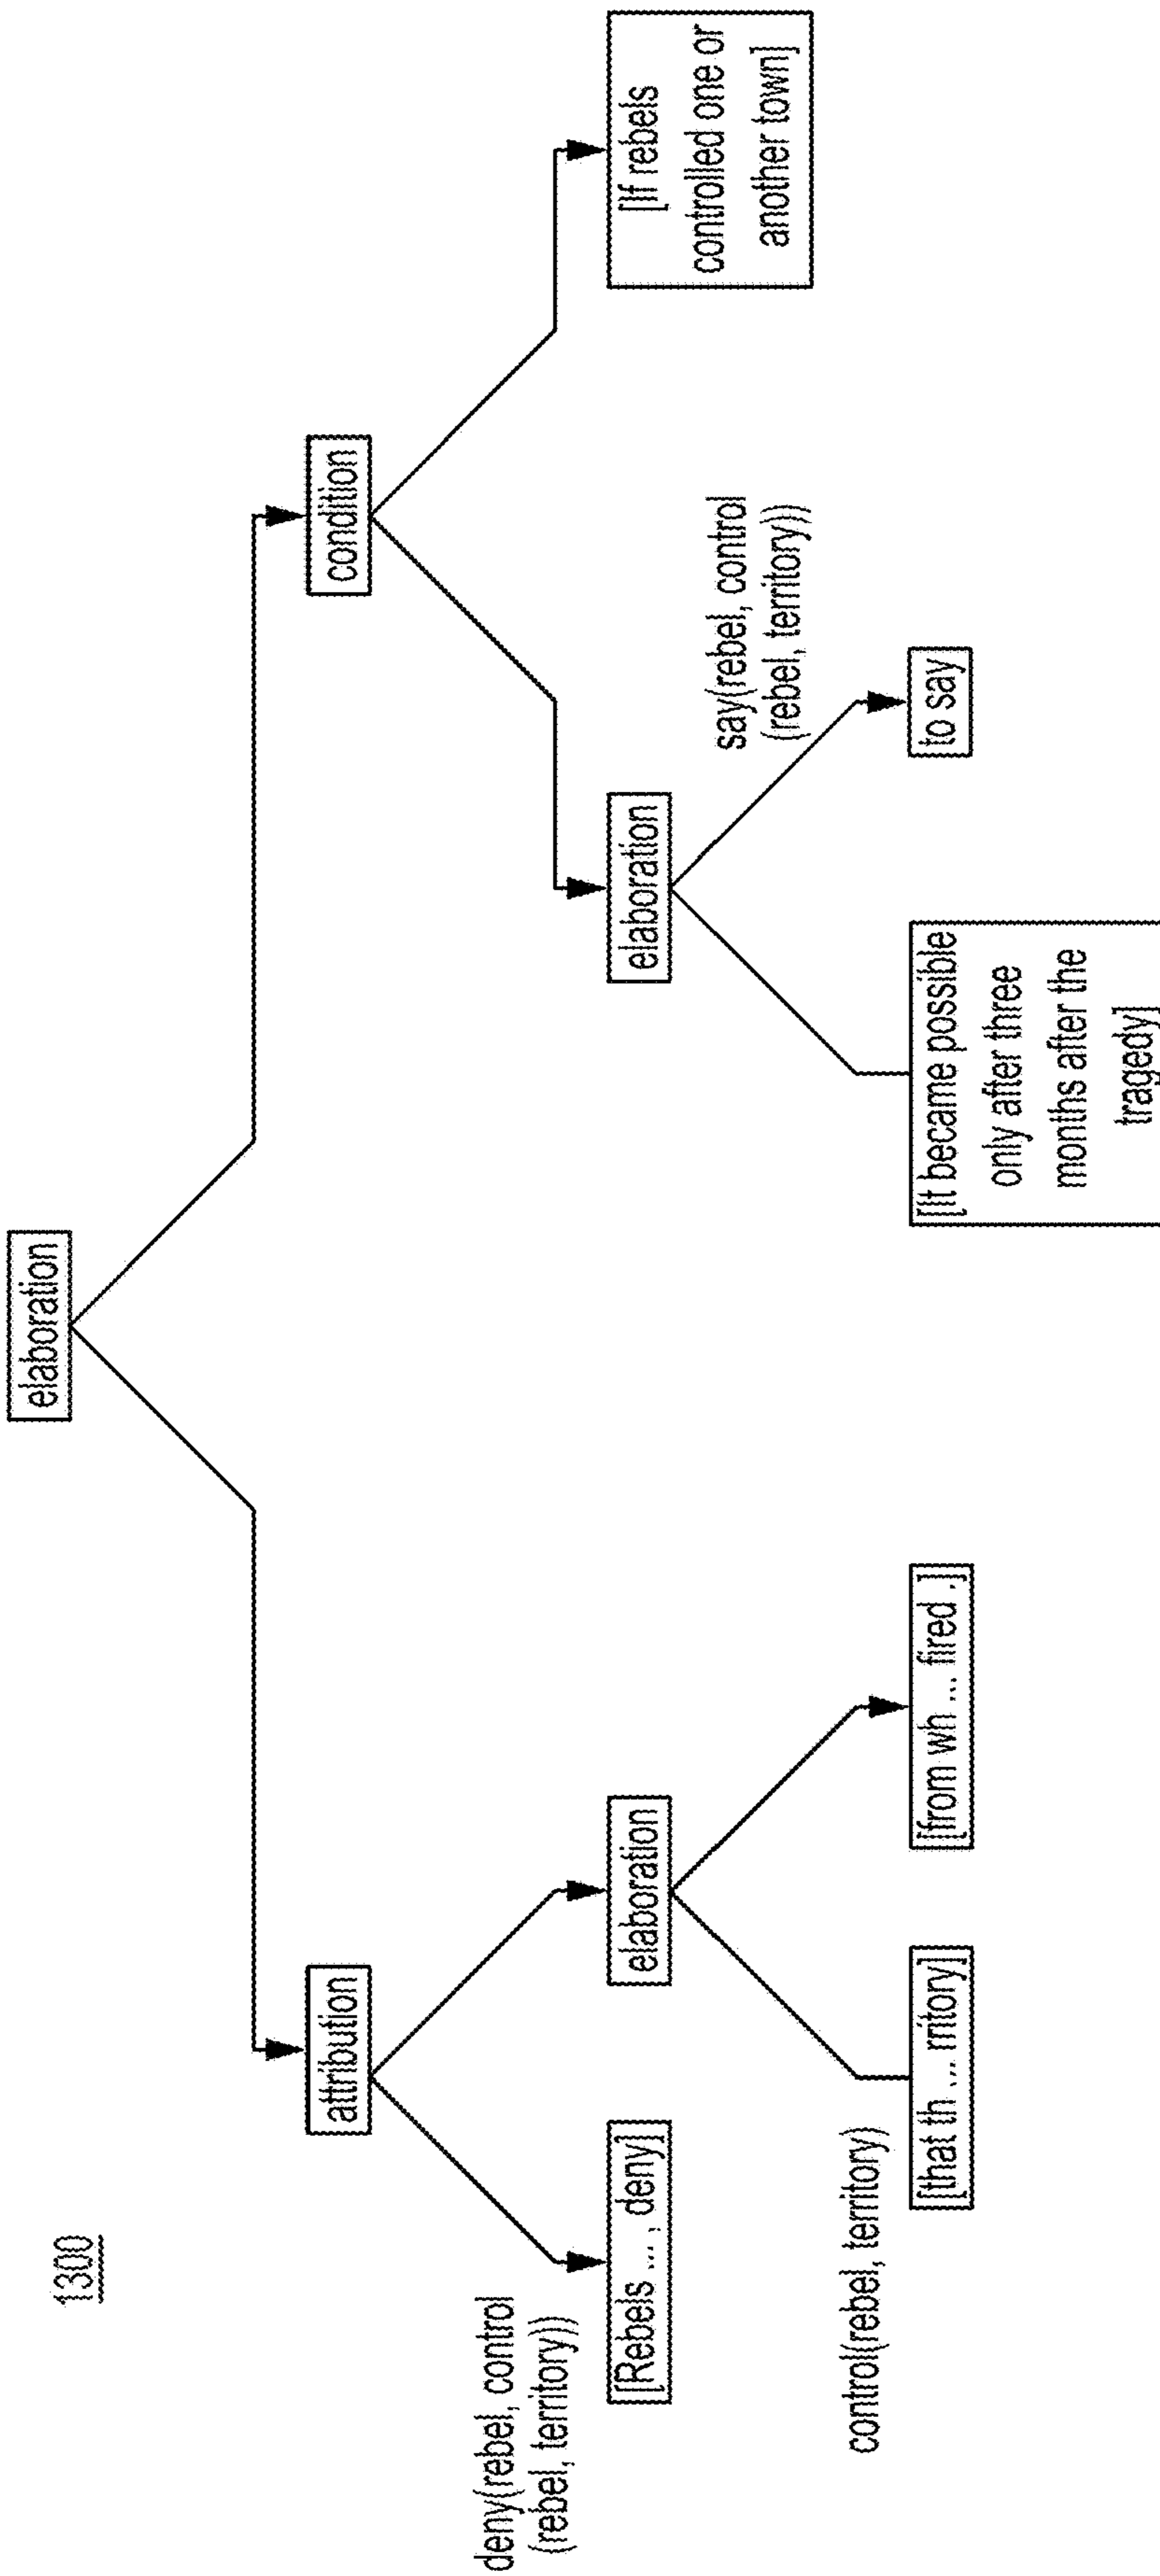 1300
elaboration
attribution
condition
deny(rebel, control
(rebel, territory))
[Rebels ... , deny]
elaboration
elaboration
say(rebel, control
(rebel, territory))
[If rebels
controlled one or
another town]
control(rebel, territory)
[that th ... rritory]
[from wh ... fired ,]
[It became possible
only after three
months after the
tragedy]
to say